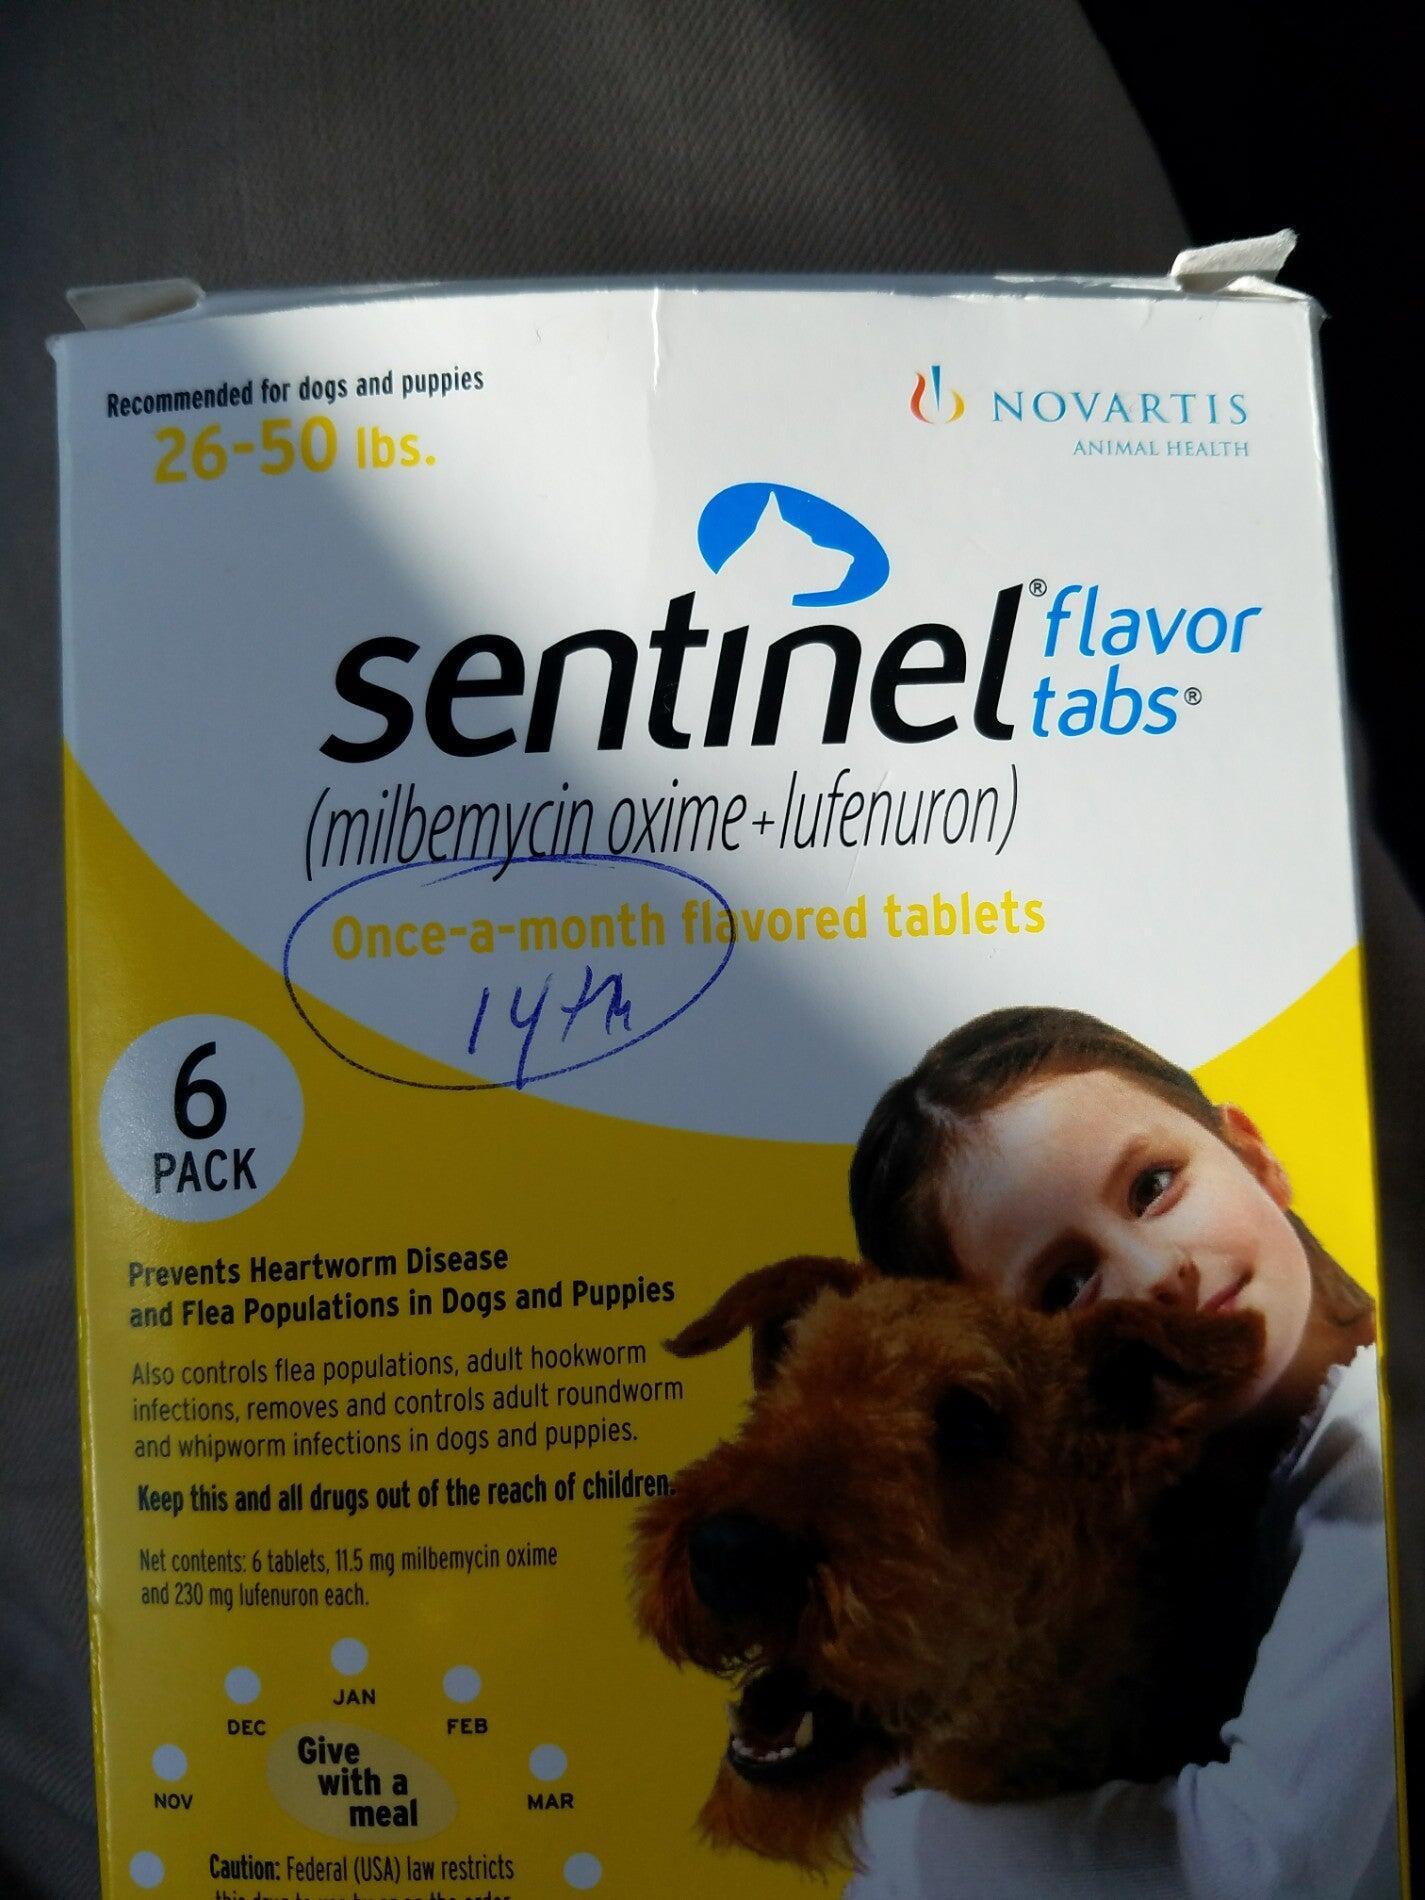 Recommended for dogs and puppies
26-50 lbs.
NOVARTIS
ANIMAL HEALTH
sentinel® flavor
tabs®
(milbemycin oxime+lufenuron)
Once-a-month flavored tablets
14th
6
PACK
Prevents Heartworm Disease
and Flea Populations in Dogs and Puppies
Also controls flea populations, adult hookworm
infections, removes and controls adult roundworm
and whipworm infections in dogs and puppies.
Keep this and all drugs out of the reach of children.
Net contents: 6 tablets, 11.5 mg milbemycin oxime
and 230 mg lufenuron each.
JAN
DEC
FEB
Give
with a
meal
NOV
MAR
Caution: Federal (USA) law restricts